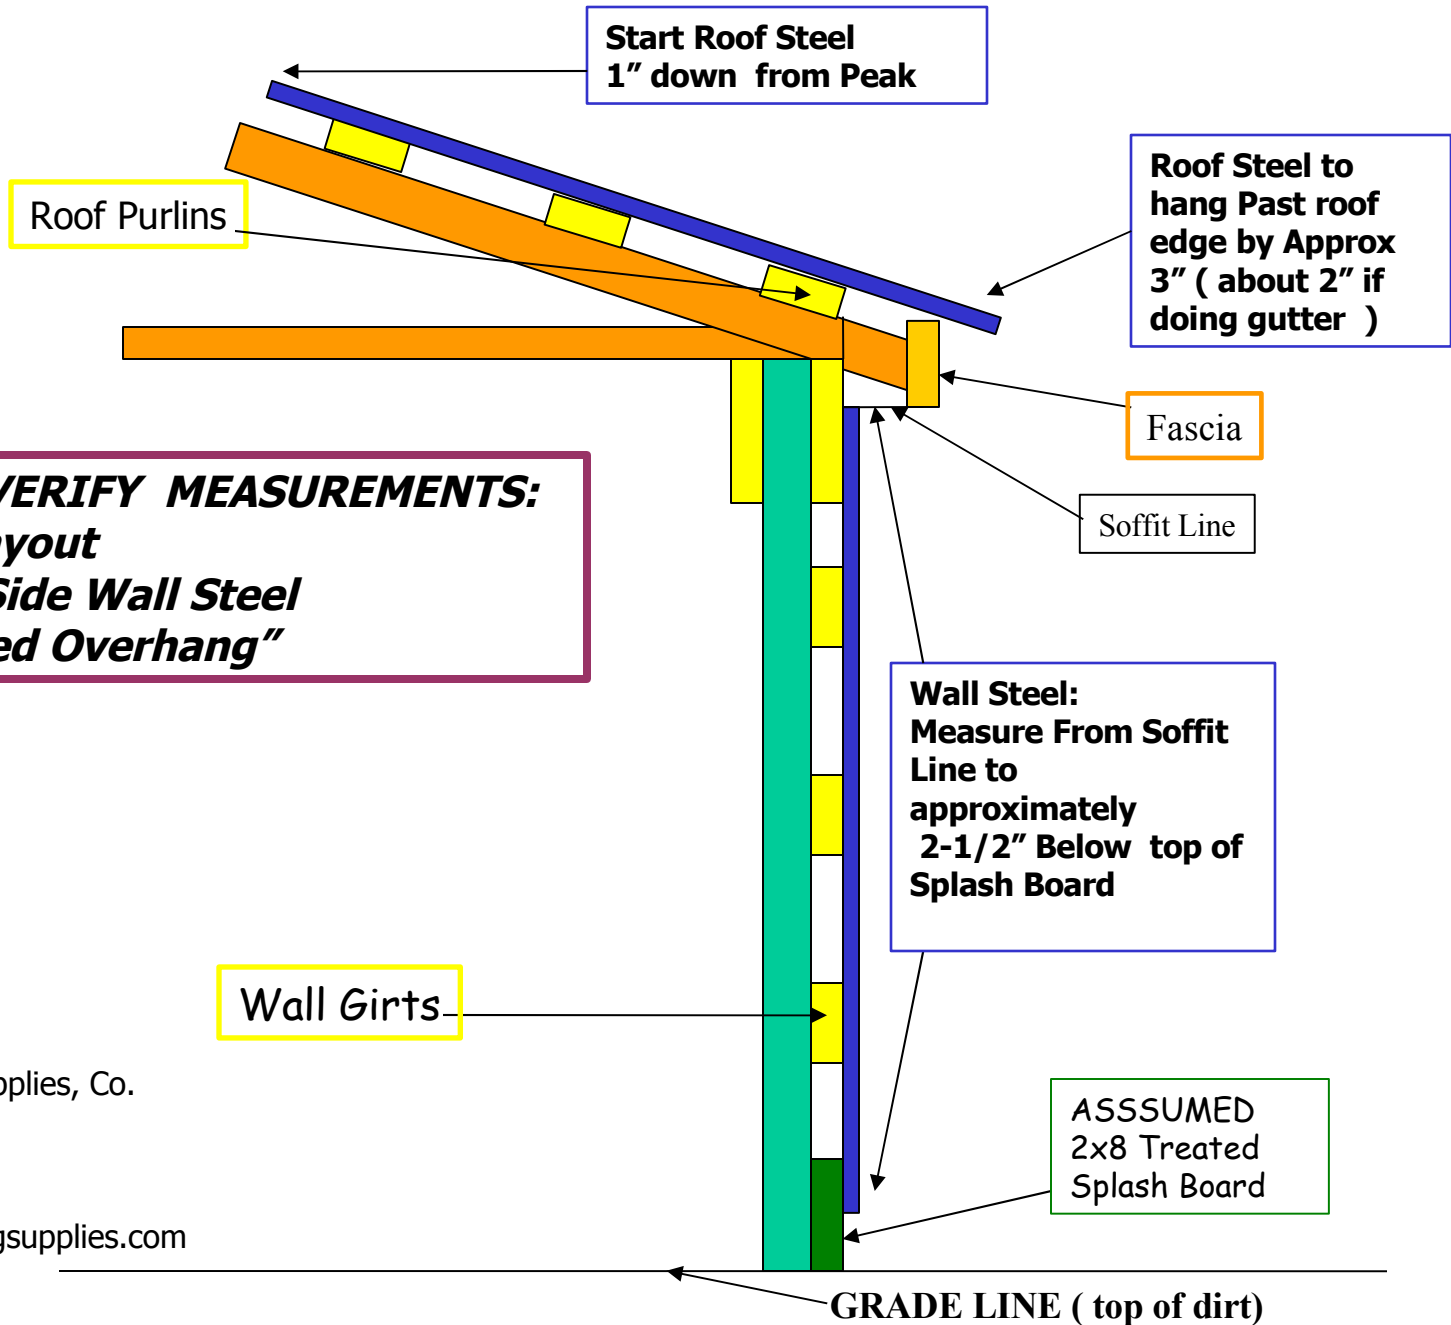 Start Roof Steel
1” down from Peak
Roof Steel to
hang Past roof
edge by Approx
3” ( about 2” if
doing gutter )
Roof Purlins
Fascia
Soffit Line
VERIFY MEASUREMENTS:
yout
Side Wall Steel
ed Overhang”
Wall Steel:
Measure From Soffit
Line to
approximately
2-1/2” Below top of
Splash Board
Wall Girts
pplies, Co.
ASSSUMED
2x8 Treated
Splash Board
gsupplies.com
GRADE LINE ( top of dirt)